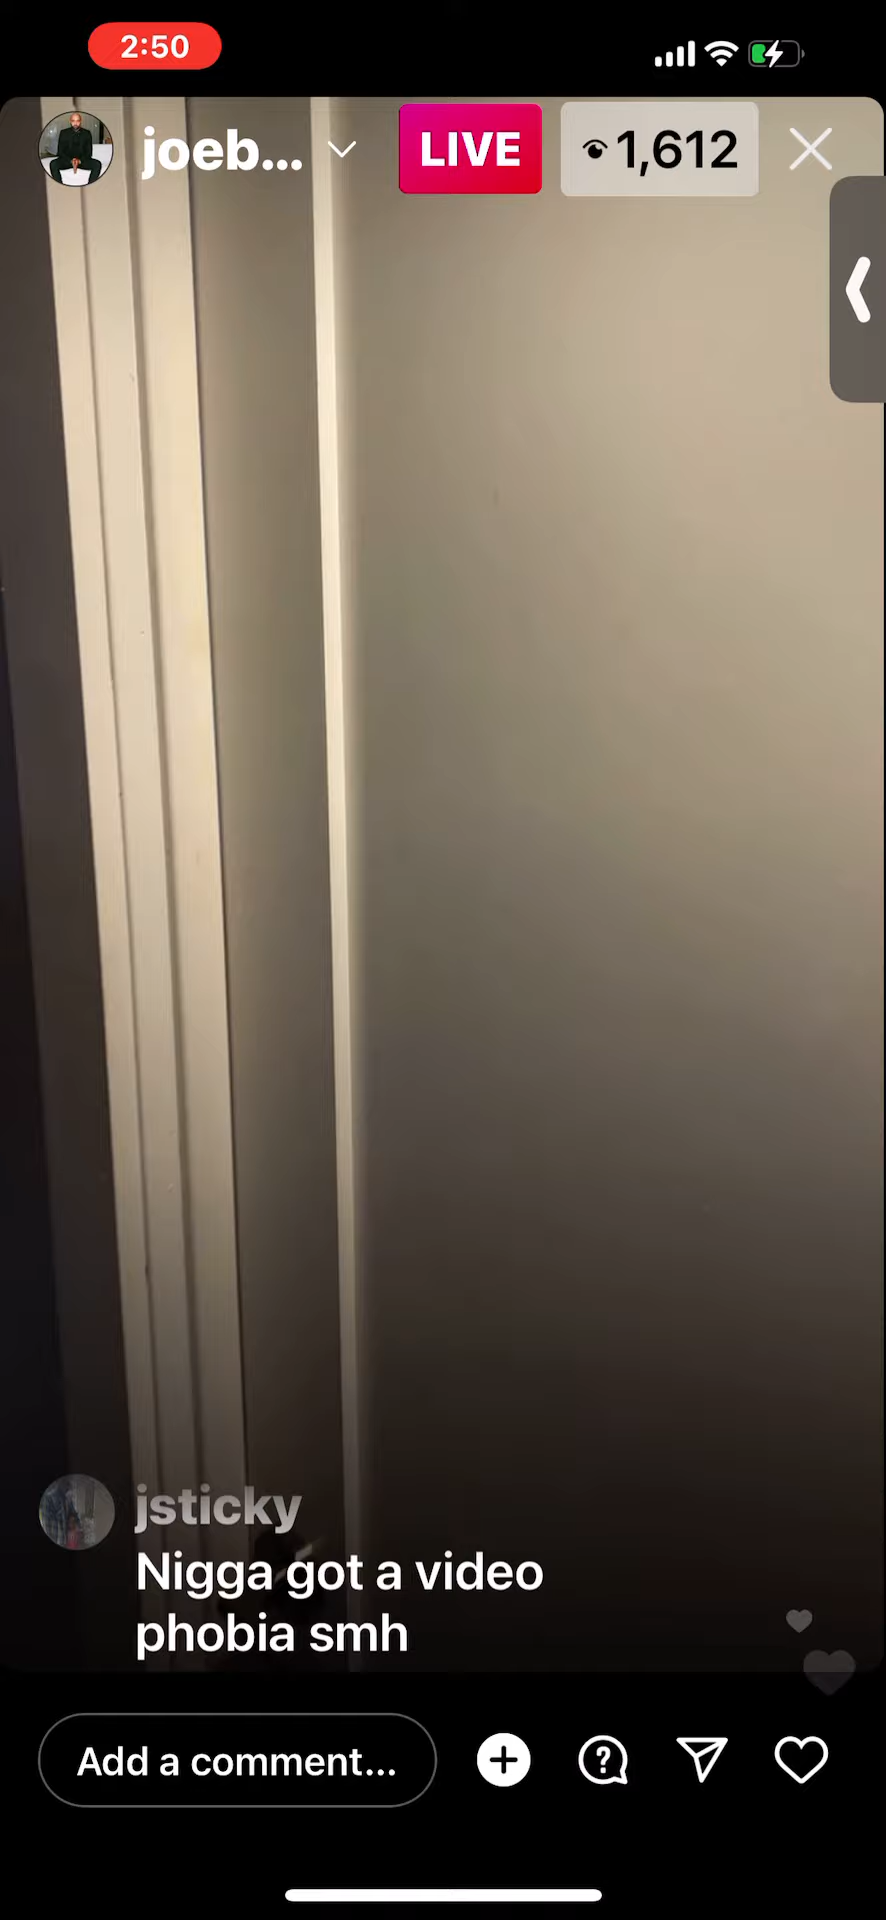 2:50
joeb...
LIVE
1,612
jsticky
Nigga got a video
phobia smh
Add a comment...